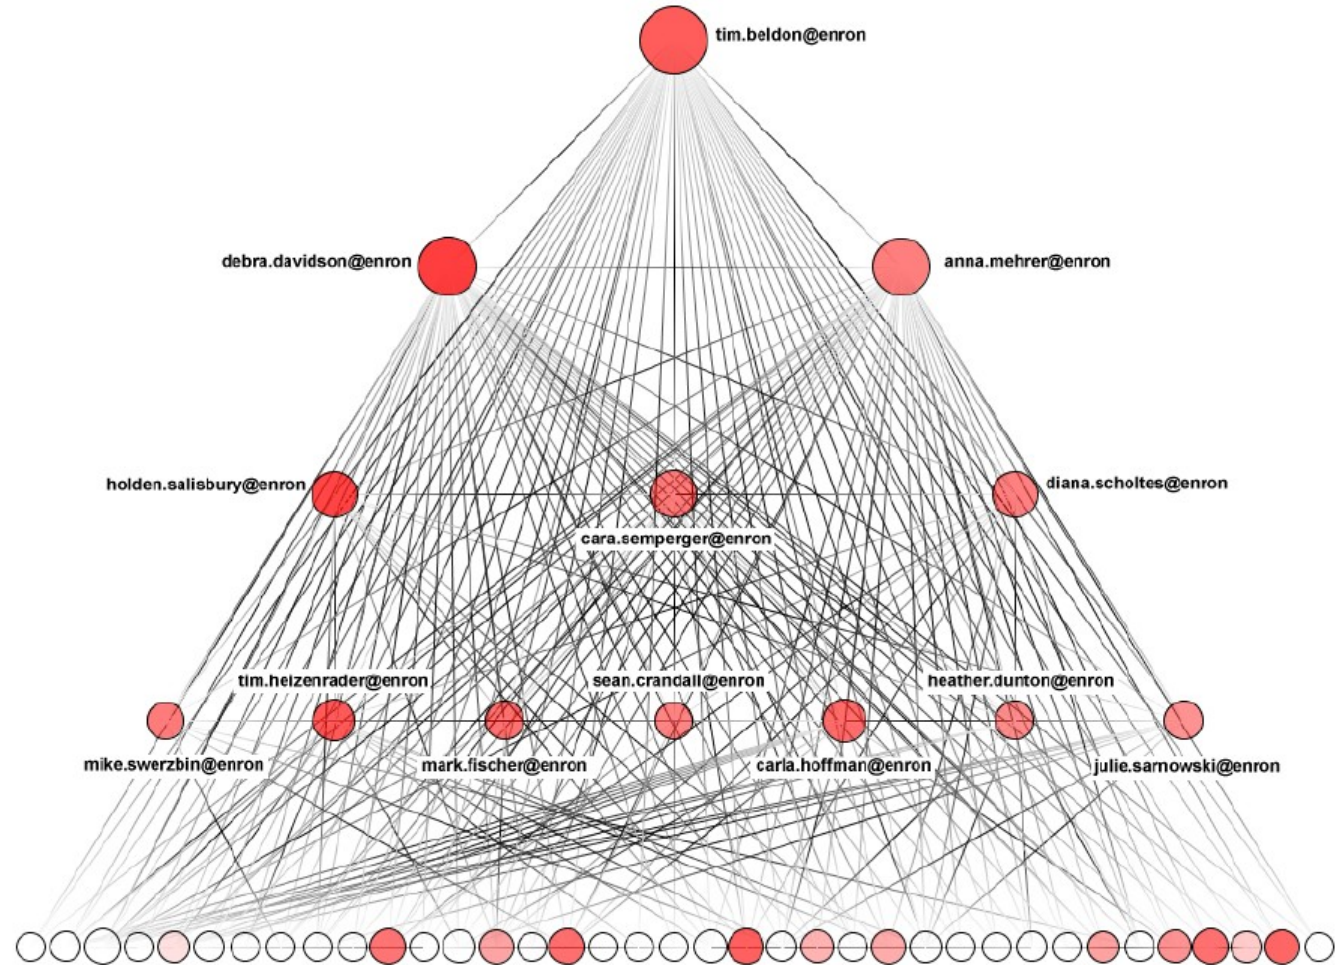 tim.beldon@enron
debra.davidson@enron
anna.mehrer@enron
holden.salisbury@enron
diana.scholtes@enron
cara.semperger@enron
tim.heizenrader@enron
sean.crandall@enron
heather.dunton@enron
mike.swerzbin@enron
mark.fischer@enron
carla.hoffman@enron
julie.sarnowski@enron